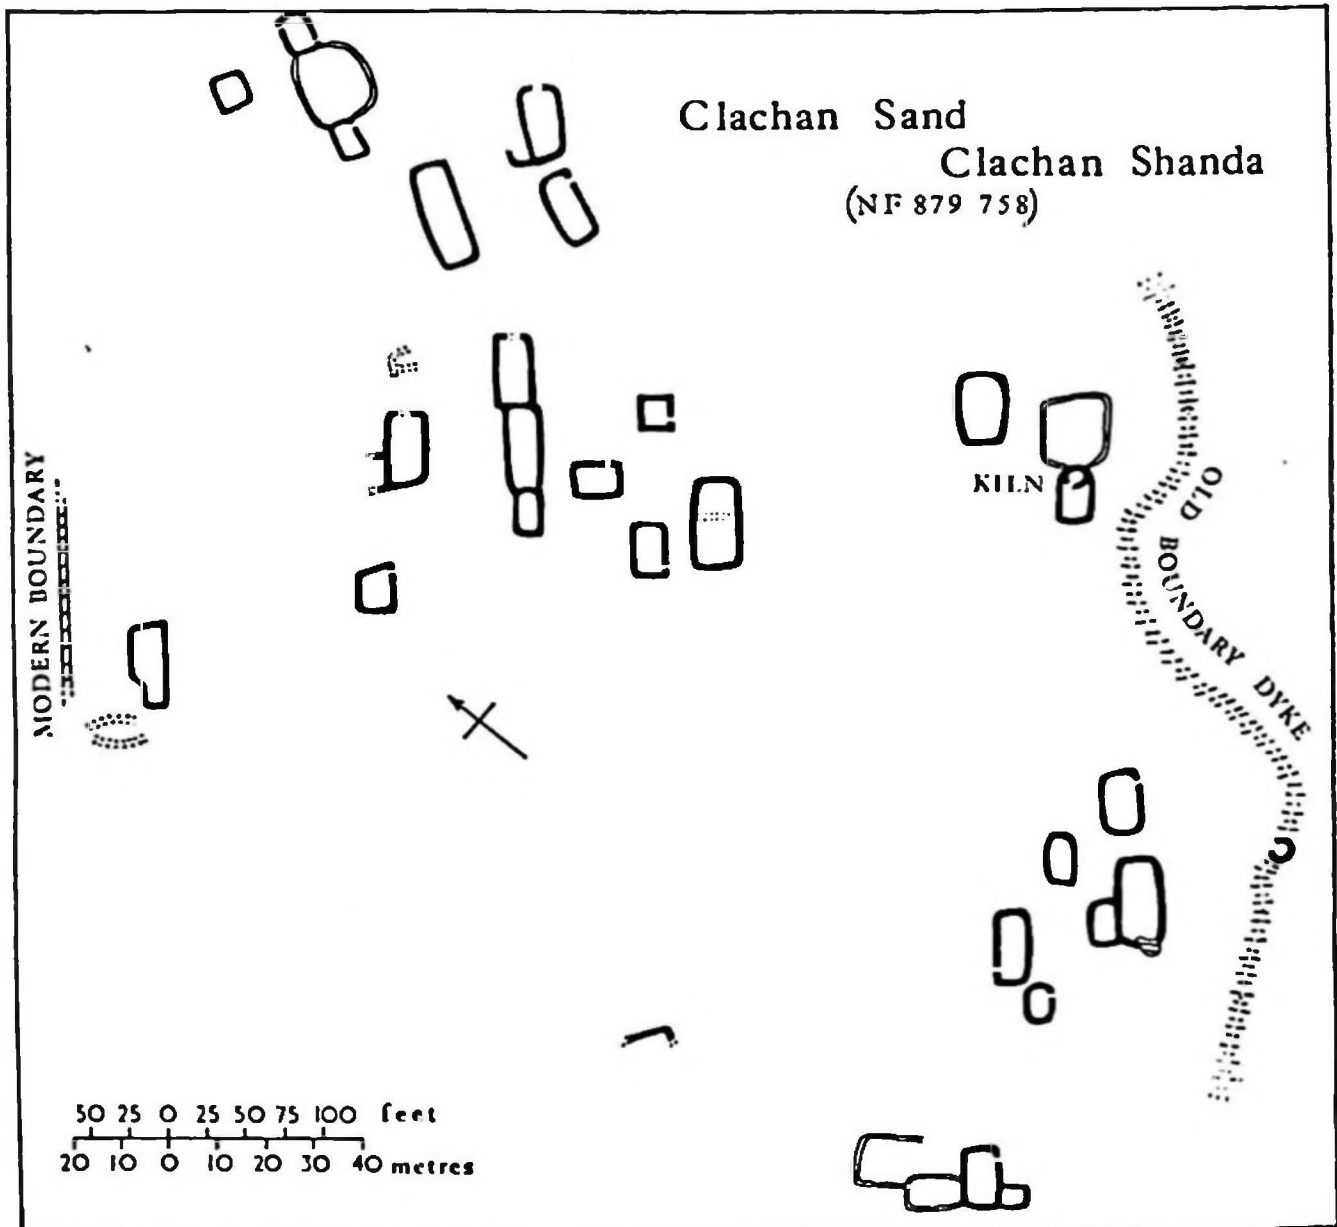 Clachan Sand
Clachan Shanda
(NF 879 758)
MODERN BOUNDARY
KILN
OLD BOUNDARY DYKE
50 25 0 25 50 75 100 feet
20 10 0 10 20 30 40 metres